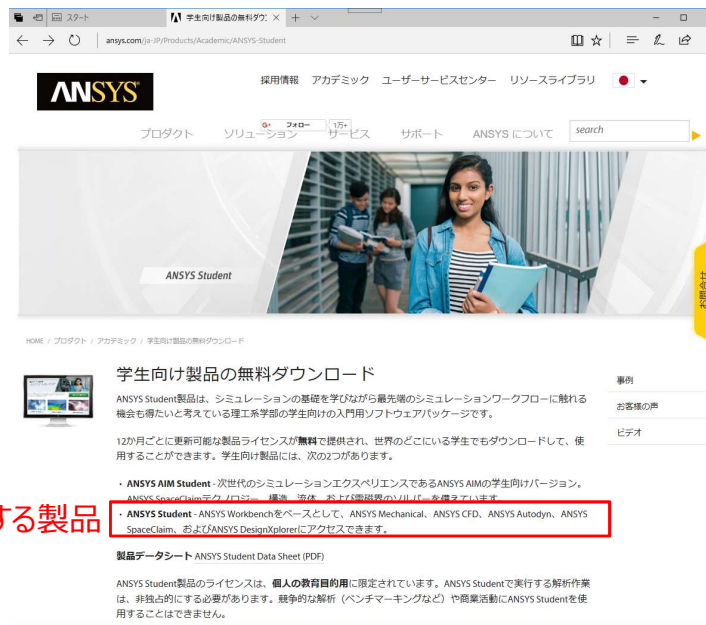 スタート
学生向け製品の無料ダウ:
ansys.com/ja-JP/Products/Academic/ANSYS-Student
ANSYS
採用情報 アカデミック ユーザーサービスセンター リソースライブラリ
G+ フォロー 1万+
プロダクト ソリューション サービス サポート ANSYS について search
ANSYS Student
お問合せ
HOME / プロダクト / アカデミック / 学生向け製品の無料ダウンロード
学生向け製品の無料ダウンロード
ANSYS Student製品は、シミュレーションの基礎を学びながら最先端のシミュレーションワークフローに触れる
機会も得たいと考えている理工系学部の学生向けの入門用ソフトウェアパッケージです。
12か月ごとに更新可能な製品ライセンスが無料で提供され、世界のどこにいる学生でもダウンロードして、使
用することができます。学生向け製品には、次の2つがあります。
・ANSYS AIM Student - 次世代のシミュレーションエクスペリエンスであるANSYS AIMの学生向けバージョン。
ANSYS SpaceClaimテクノロジー、構造、流体、および電磁界のソルバーを備えています。
・ANSYS Student - ANSYS Workbenchをベースとして、ANSYS Mechanical、ANSYS CFD、ANSYS Autodyn、ANSYS
SpaceClaim、およびANSYS DesignXplorerにアクセスできます。
する製品
製品データシート ANSYS Student Data Sheet (PDF)
ANSYS Student製品のライセンスは、個人の教育目的用に限定されています。ANSYS Studentで実行する解析作業
は、非独占的にする必要があります。競争的な解析（ベンチマーキングなど）や商業活動にANSYS Studentを使
用することはできません。
事例
お客様の声
ビデオ